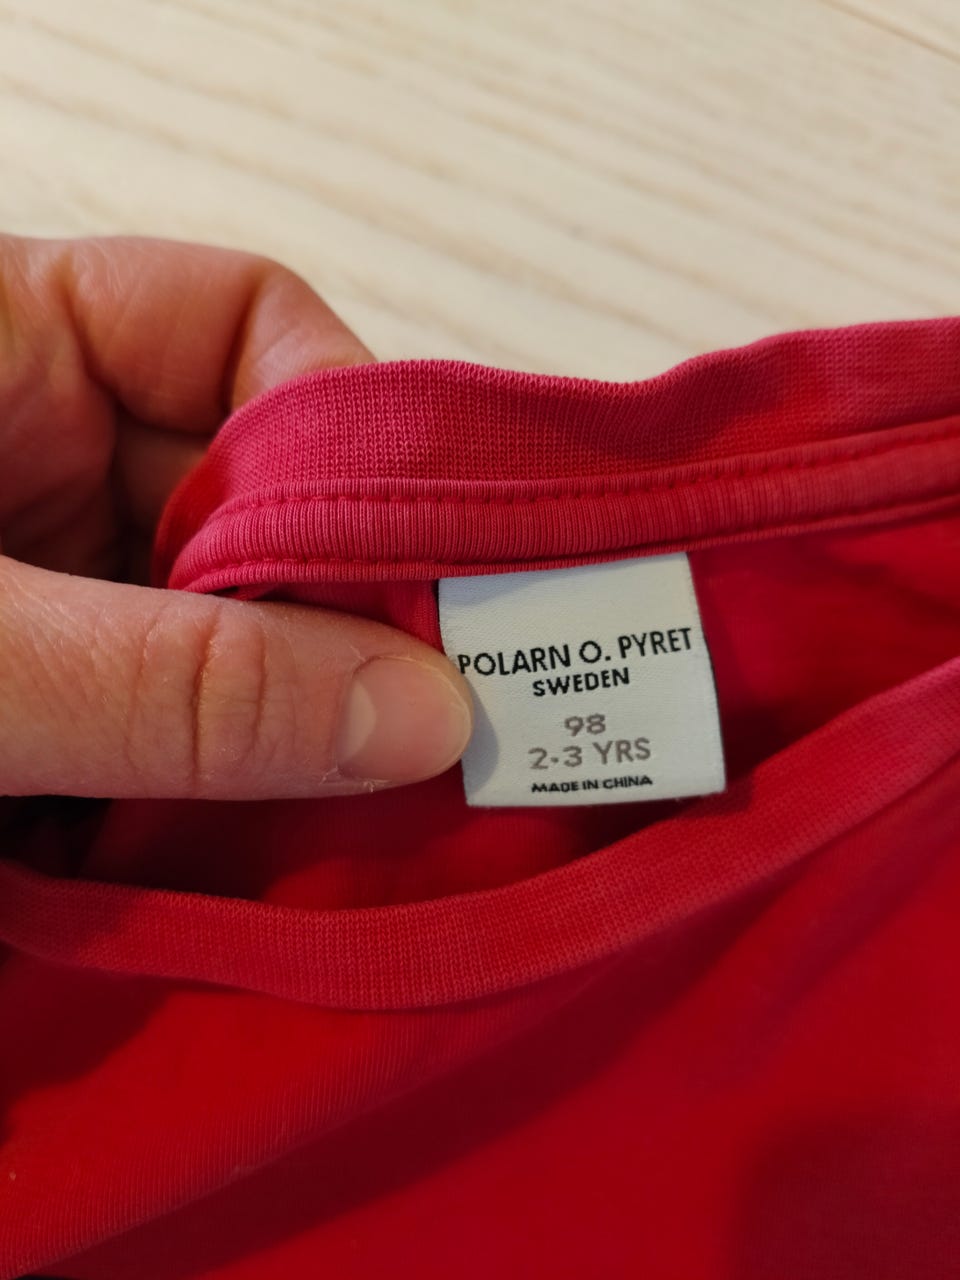 POLARN O. PYRET
SWEDEN
98
2-3 YRS
MADE IN CHINA